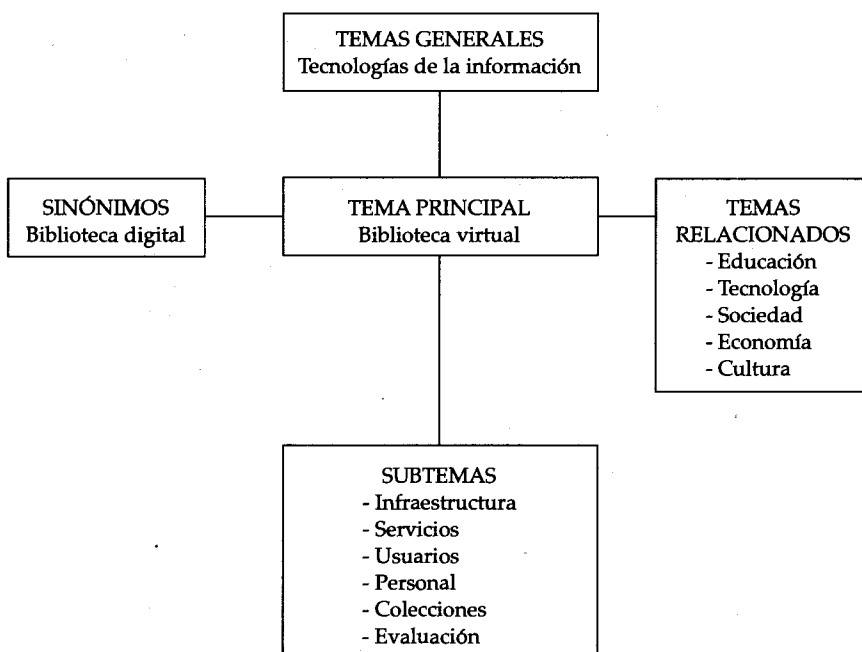 TEMAS GENERALES
Tecnologías de la información
SINÓNIMOS
Biblioteca digital
TEMA PRINCIPAL
Biblioteca virtual
TEMAS
RELACIONADOS
- Educación
- Tecnología
- Sociedad
- Economía
- Cultura
SUBTEMAS
- Infraestructura
- Servicios
- Usuarios
- Personal
- Colecciones
- Evaluación